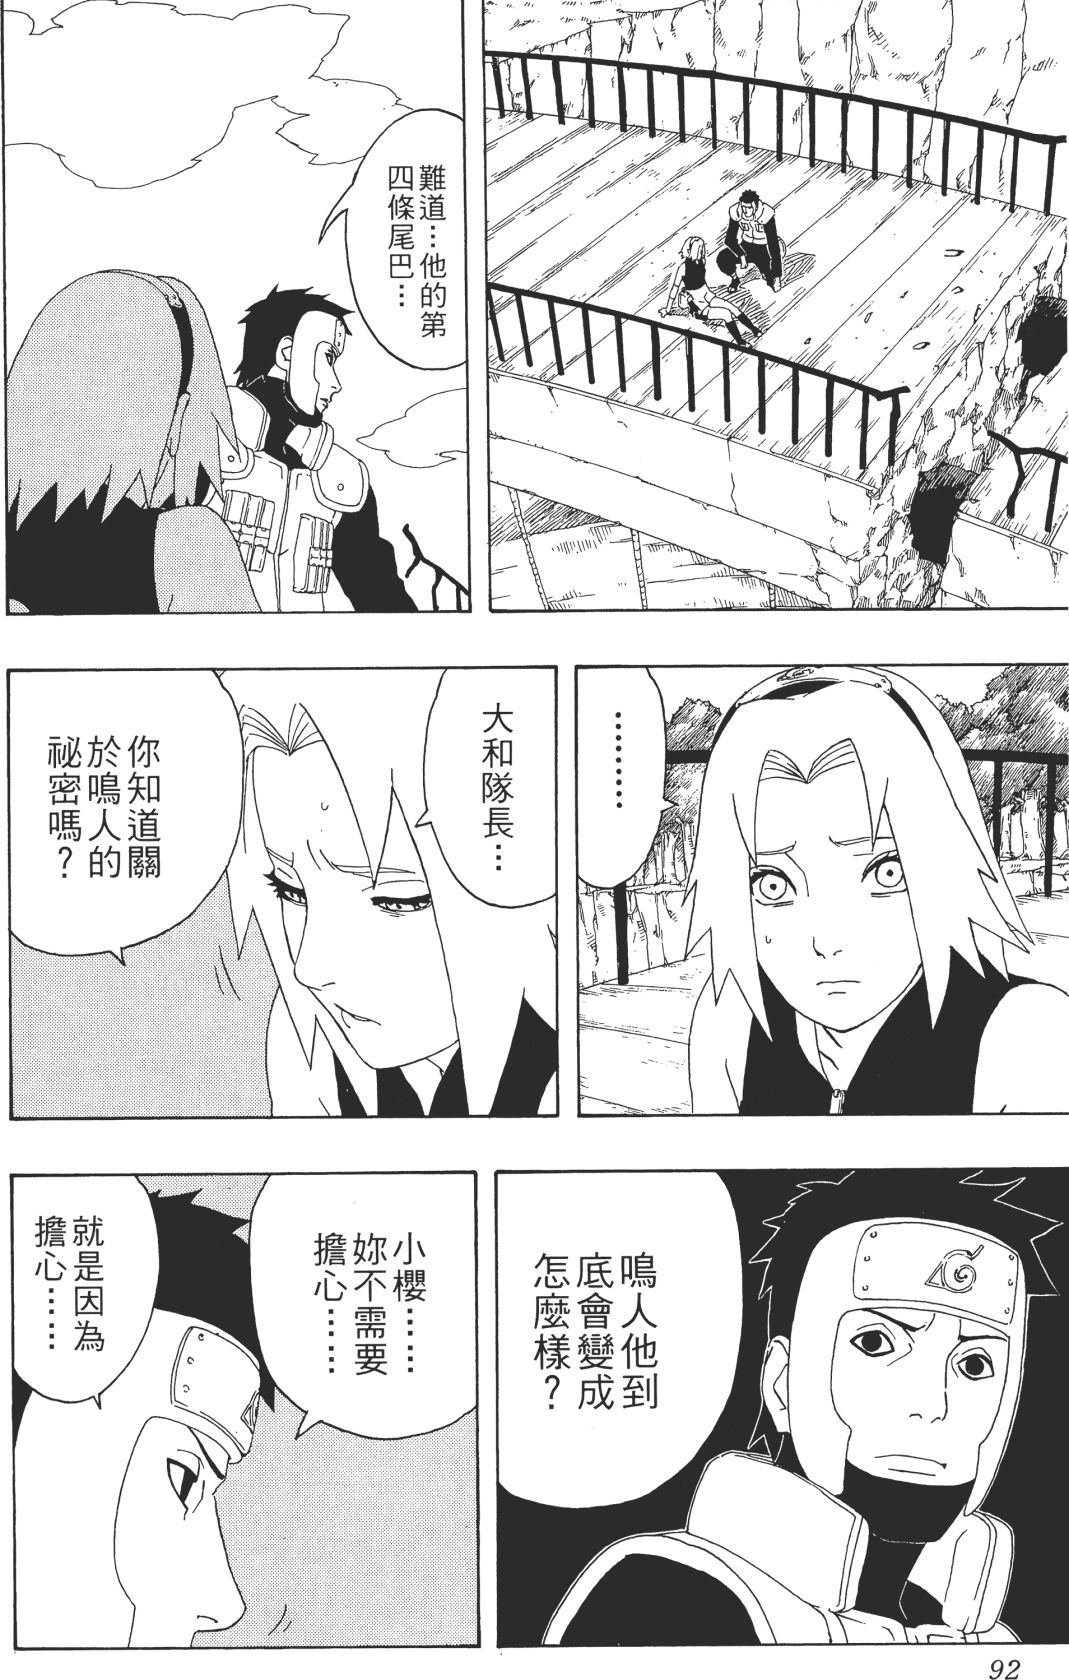 難道…他的第
四條尾巴…
………
大和隊長…
你知道關
於鳴人的
祕密嗎？
鳴人他到
底會變成
怎麼樣？
小櫻……
妳不需要
擔心……
就是因為
擔心……
92